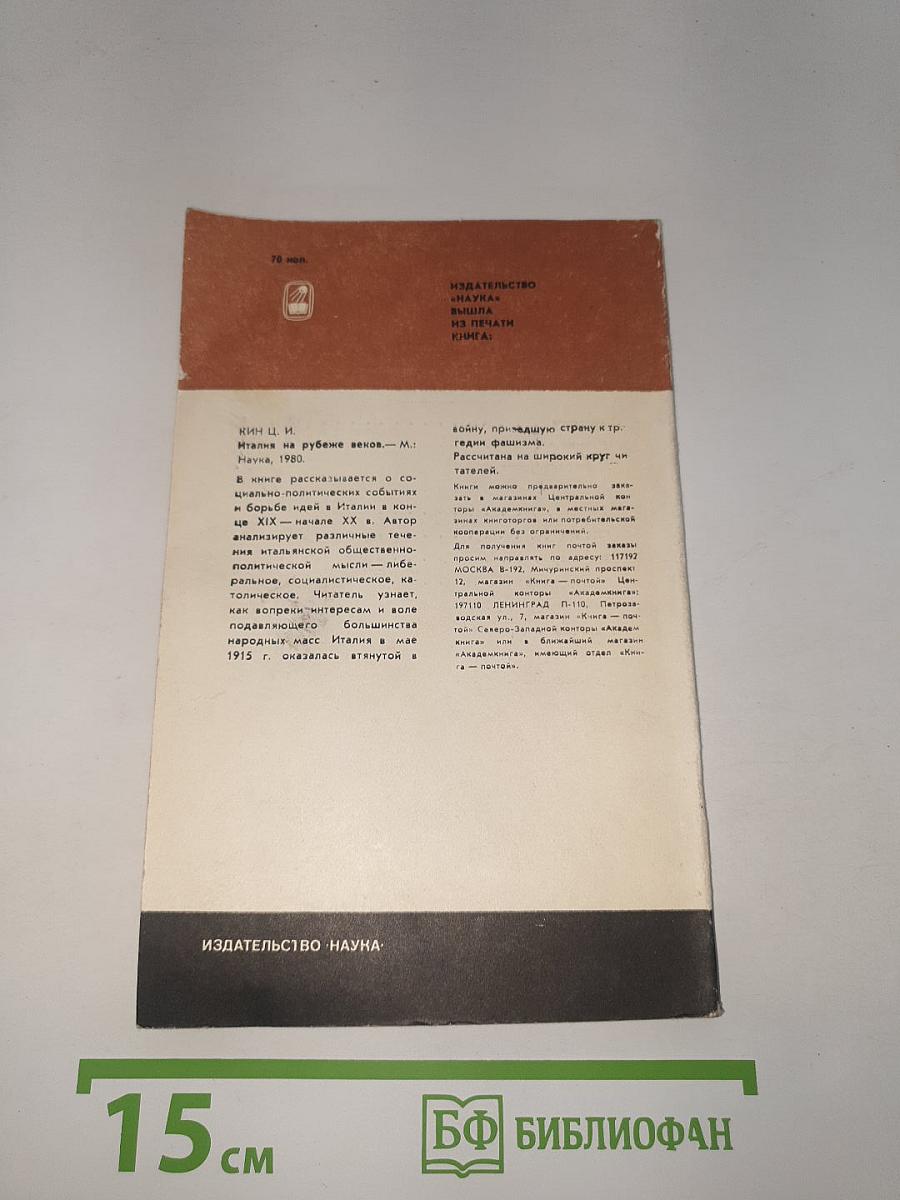 70 коп.
ИЗДАТЕЛЬСТВО
«НАУКА»
ВЫШЛА
ИЗ ПЕЧАТИ
КНИГА:
КИН Ц. И.
Италия на рубеже веков.— М.:
Наука, 1980.
В книге рассказывается о со-
циально-политических событиях
и борьбе идей в Италии в кон-
це XIX — начале XX в. Автор
анализирует различные тече-
ния итальянской общественно-
политической мысли — либе-
ральное, социалистическое, ка-
толическое. Читатель узнает,
как вопреки интересам и воле
подавляющего большинства
народных масс Италия в мае
1915 г. оказалась втянутой в
войну, страну к
гедии фашизма.
Рассчитана на широкий круг чи
тателей.
Книги можно предварительно зака-
зать в магазинах Центральной кон
торы «Академкнига», в местных мага-
зинах книготоргов или потребительской
кооперации без ограничений.
Для получения книг почтой заказы
просим направлять по адресу: 117192
МОСКВА В-192, Мичуринский проспект
12, магазин «Книга — почтой» Цен-
тральной конторы «Академкнига»;
197110 ЛЕНИНГРАД П-110, Петроза-
водская ул., 7, магазин «Книга — поч-
той» Северо-Западной конторы «Академ
книга» или в ближайший магазин
«Академкнига», имеющий отдел «Кни-
га — почтой».
ИЗДАТЕЛЬСТВО «НАУКА»
15 см
БФ БИБЛИОФАН